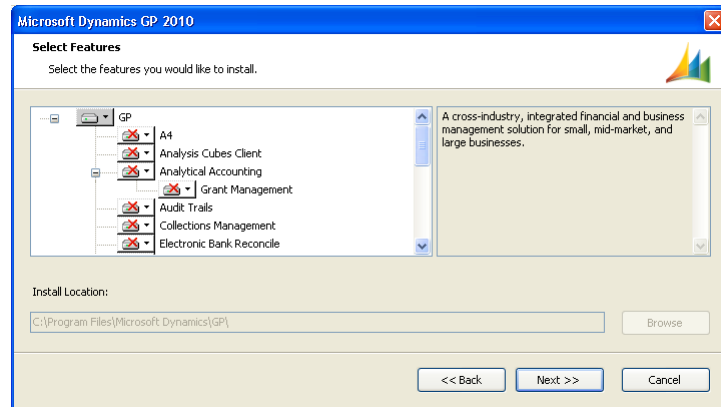 Microsoft Dynamics GP 2010
Select Features
Select the features you would like to install.
GP
A4
Analysis Cubes Client
Analytical Accounting
Grant Management
Audit Trails
Collections Management
Electronic Bank Reconcile
A cross-industry, integrated financial and business
management solution for small, mid-market, and
large businesses.
Install Location:
C:\Program Files\Microsoft Dynamics\GP\
Browse
<< Back
Next >>
Cancel